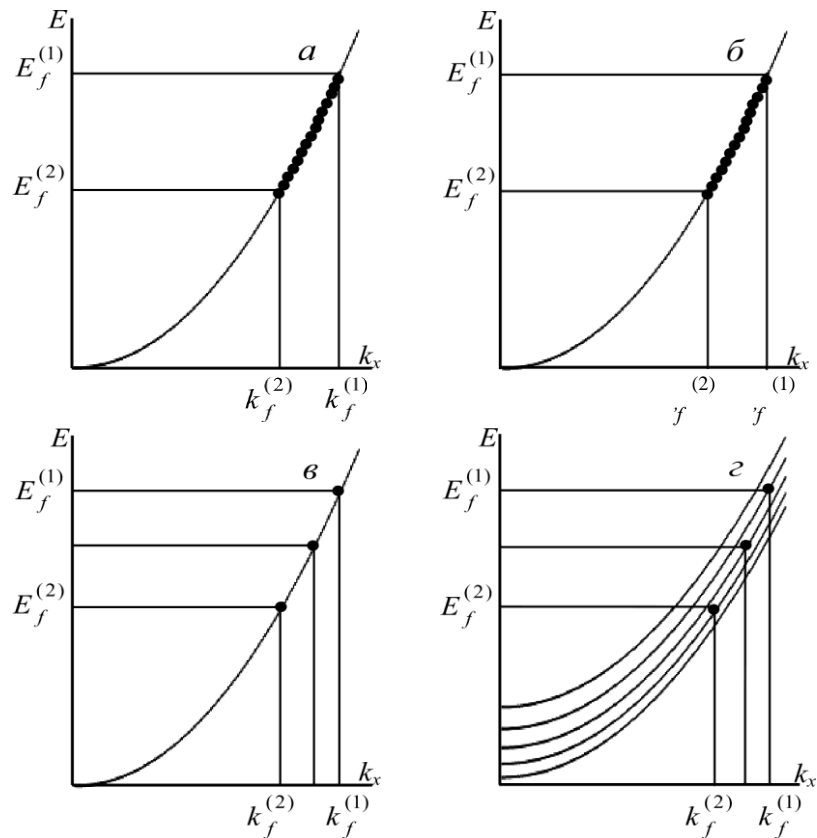 E
E_f^(1)
а
E_f^(2)
k_x
k_f^(2) k_f^(1)
E
E_f^(1)
б
E_f^(2)
k_x
(2) (1)
'f 'f
E
E_f^(1)
в
E_f^(2)
k_x
k_f^(2) k_f^(1)
E
E_f^(1)
г
E_f^(2)
k_x
k_f^(2) k_f^(1)